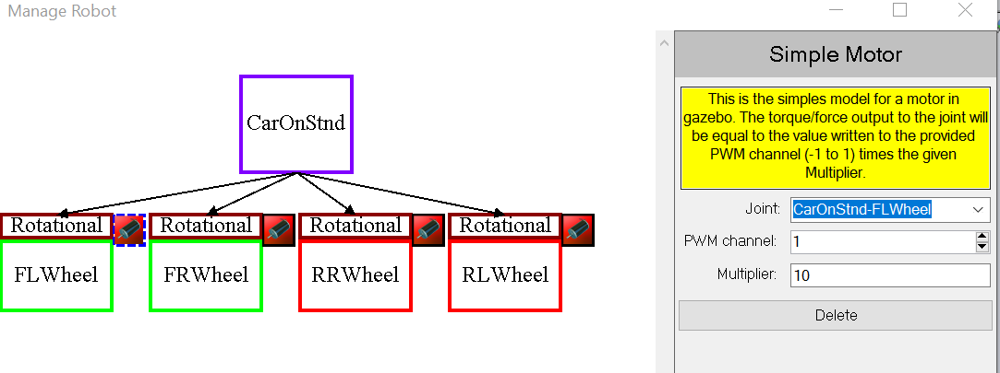 Manage Robot
Simple Motor
This is the simples model for a motor in
gazebo. The torque/force output to the joint will
be equal to the value written to the provided
PWM channel (-1 to 1) times the given
Multiplier.
Joint: CarOnStnd-FLWheel
PWM channel: 1
Multiplier: 10
Delete
CarOnStnd
Rotational Rotational Rotational Rotational
FLWheel FRWheel RRWheel RLWheel